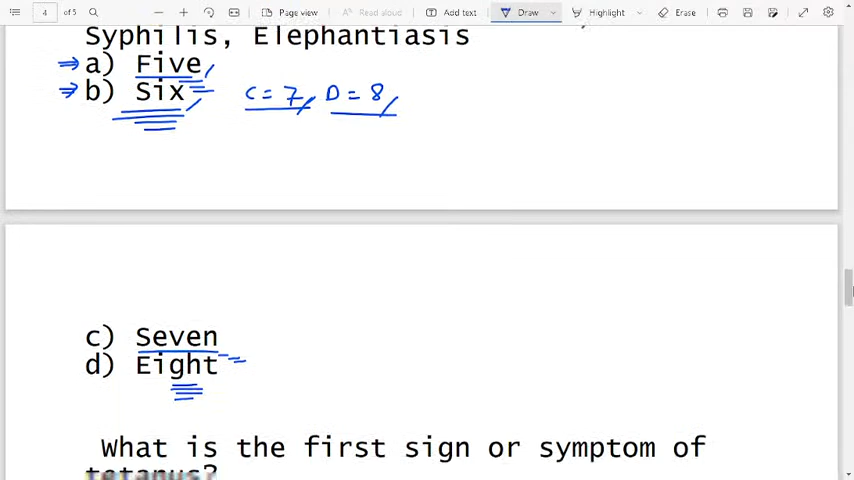 4 of 5 Page view Read aloud Add text Draw Highlight Erase
Syphilis, Elephantiasis
a) Five
b) Six C = 7 D = 8
c) Seven
d) Eight
What is the first sign or symptom of
tetanus?